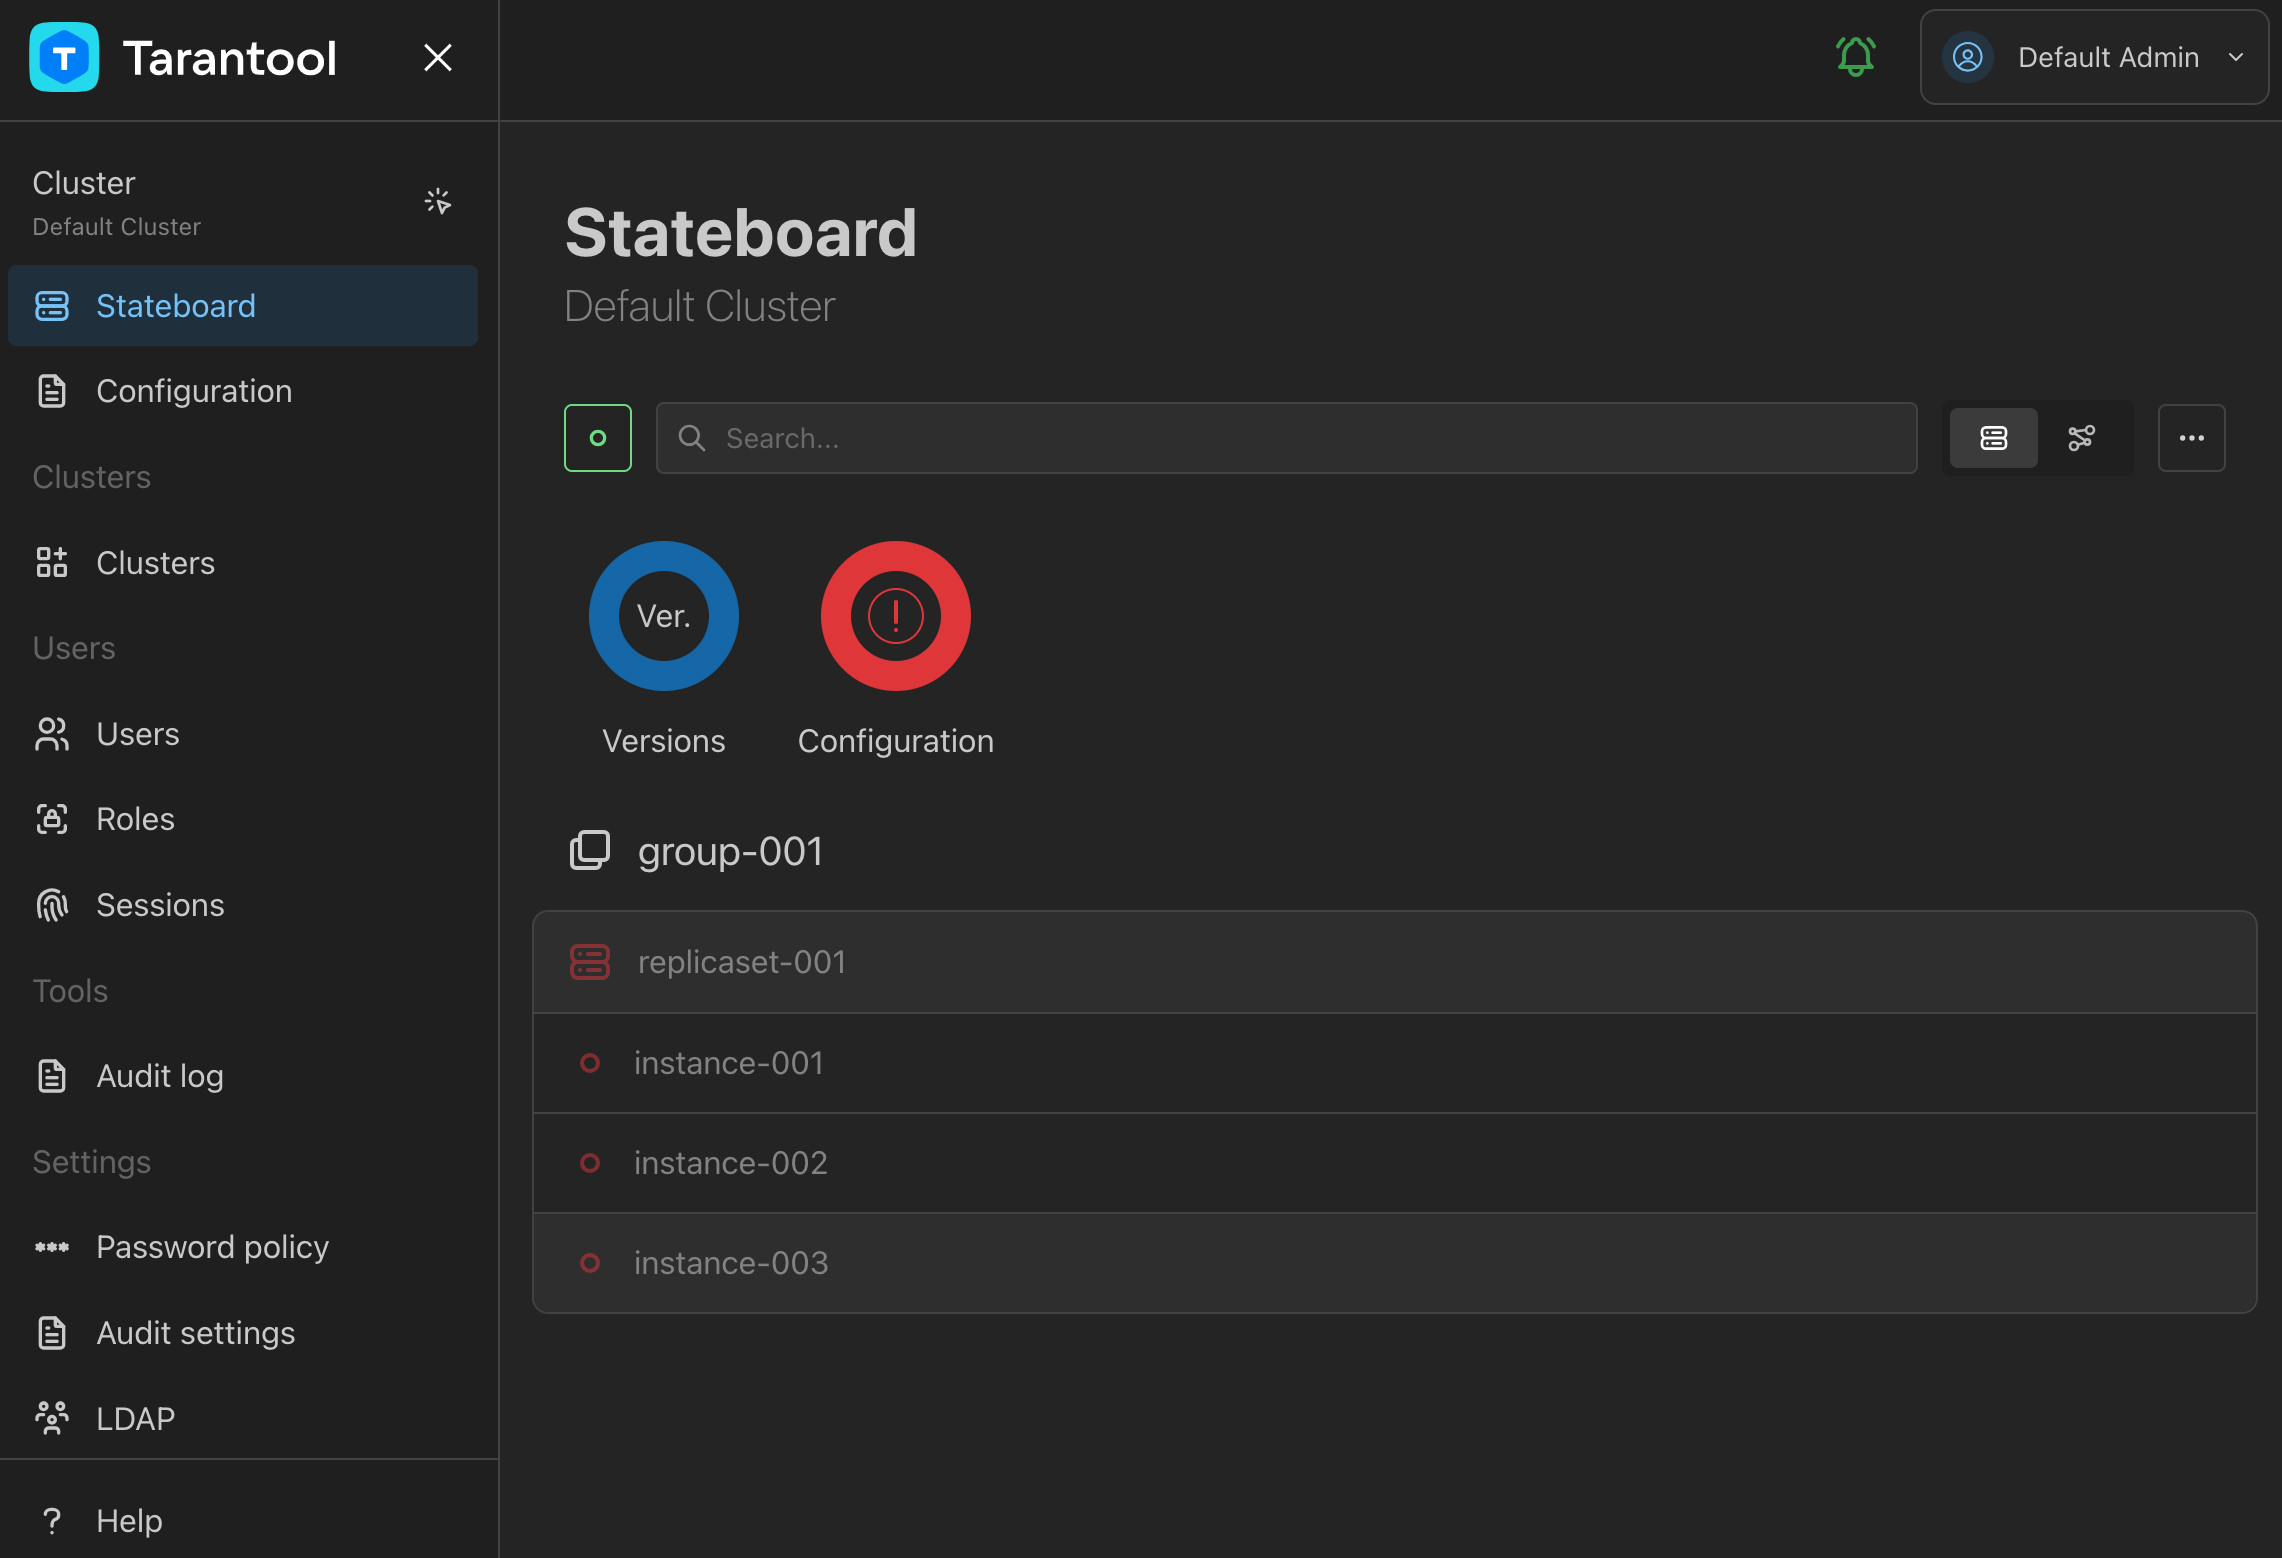 Tarantool
Default Admin
Cluster
Default Cluster
Stateboard
Configuration
Clusters
Clusters
Users
Users
Roles
Sessions
Tools
Audit log
Settings
Password policy
Audit settings
LDAP
Help
Stateboard
Default Cluster
Search...
Ver.
Versions
Configuration
group-001
replicaset-001
instance-001
instance-002
instance-003